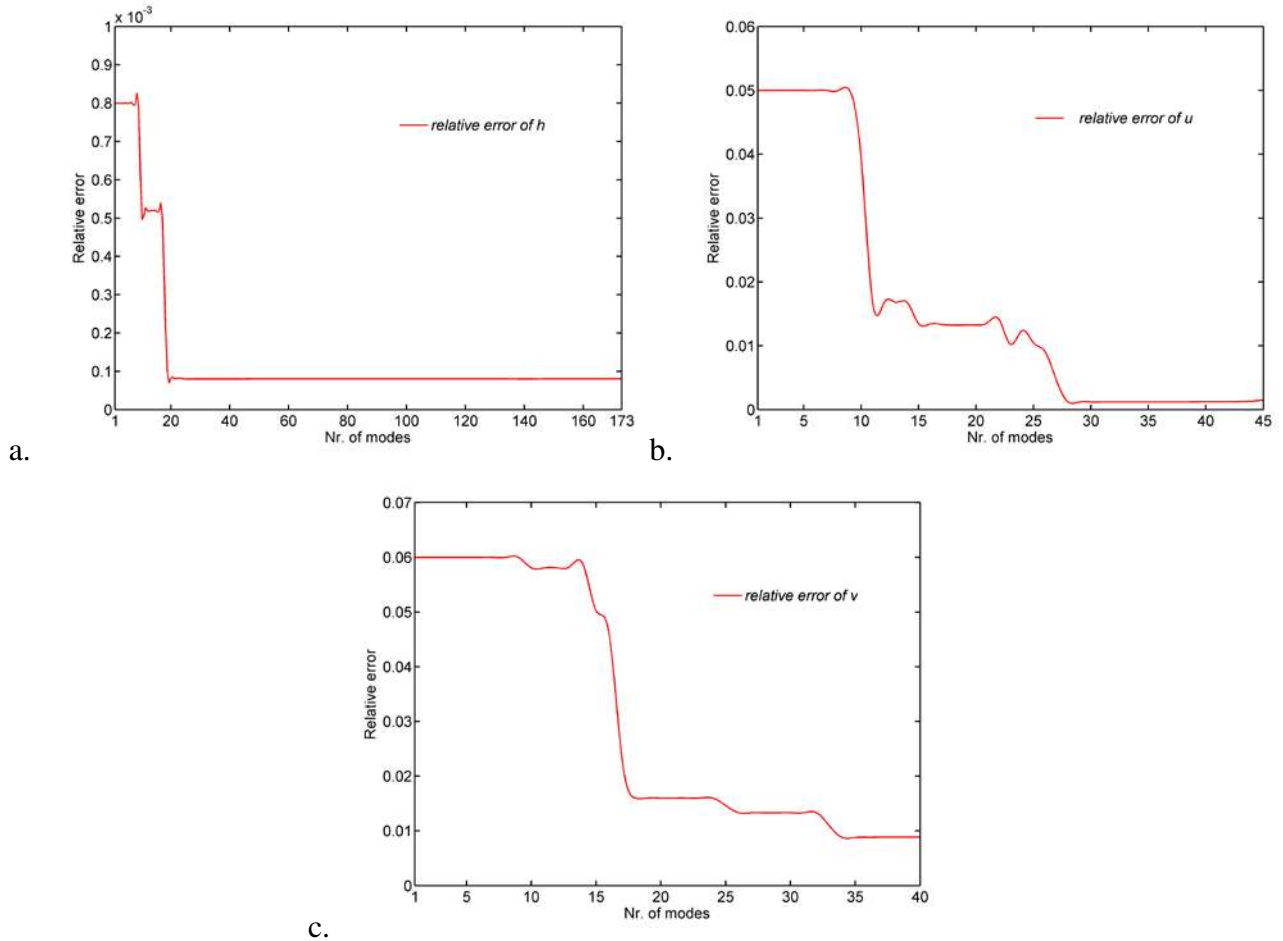 x 10⁻³
1
0.9
0.8
0.7
0.6
0.5
0.4
0.3
0.2
0.1
0
Relative error
relative error of h
1 20 40 60 80 100 120 140 160 173
Nr. of modes
a.
0.06
0.05
0.04
0.03
0.02
0.01
0
Relative error
relative error of u
1 5 10 15 20 25 30 35 40 45
Nr. of modes
b.
0.07
0.06
0.05
0.04
0.03
0.02
0.01
0
Relative error
relative error of v
1 5 10 15 20 25 30 35 40
Nr. of modes
c.